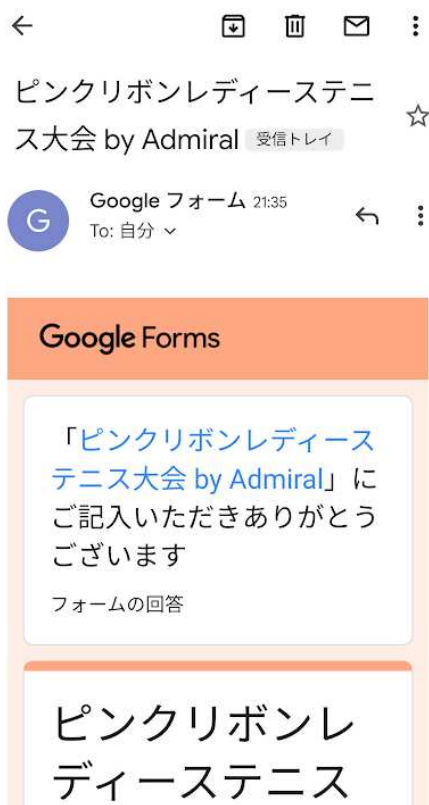 ピンクリボンレディーステニ
ス大会 by Admiral 受信トレイ
G
Google フォーム 21:35
To: 自分
Google Forms
「ピンクリボンレディース
テニス大会 by Admiral」に
ご記入いただきありがとう
ございます
フォームの回答
ピンクリボンレ
ディーステニス